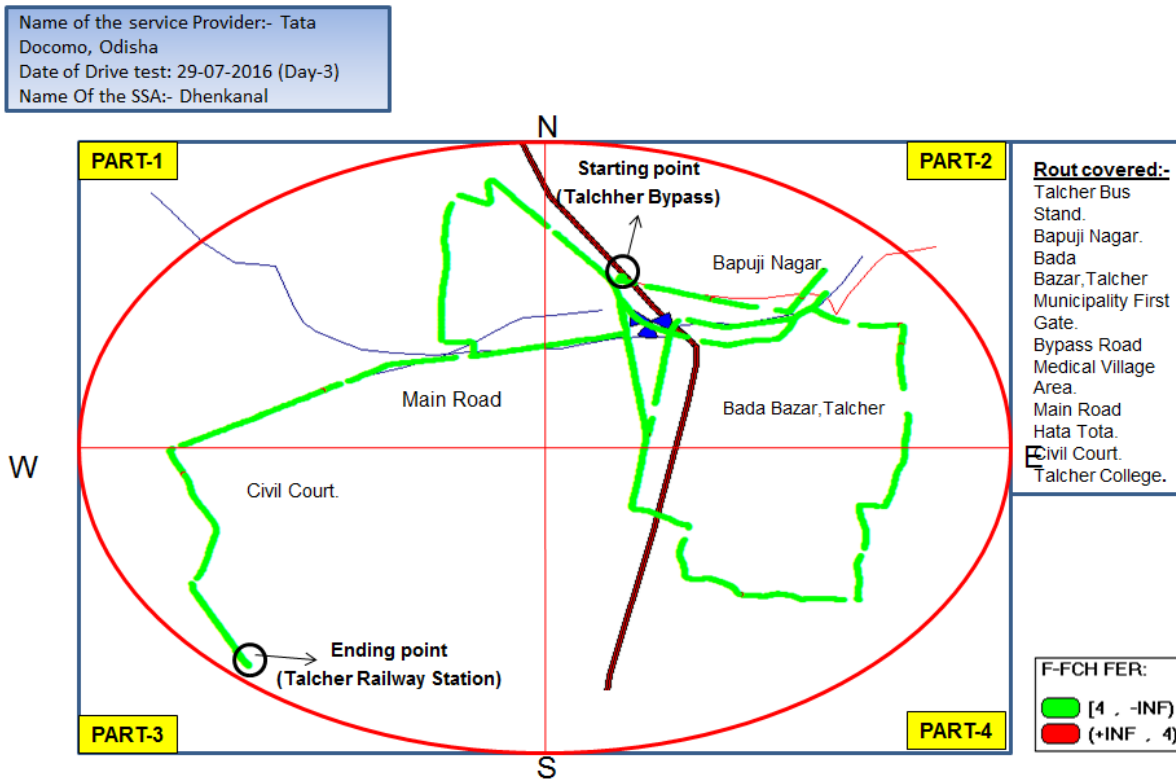 Name of the service Provider:- Tata
Docomo, Odisha
Date of Drive test: 29-07-2016 (Day-3)
Name Of the SSA:- Dhenkanal
N
PART-1
PART-2
Starting point
(Talchher Bypass)
Bapuji Nagar.
Rout covered:-
Talcher Bus
Stand.
Bapuji Nagar.
Bada
Bazar,Talcher
Municipality First
Gate.
Bypass Road
Medical Village
Area.
Main Road
Hata Tota.
Civil Court.
Talcher College.
Main Road
Bada Bazar,Talcher
W
E
Civil Court.
Ending point
(Talcher Railway Station)
PART-3
PART-4
S
F-FCH FER:
[4 , -INF)
(+INF , 4)